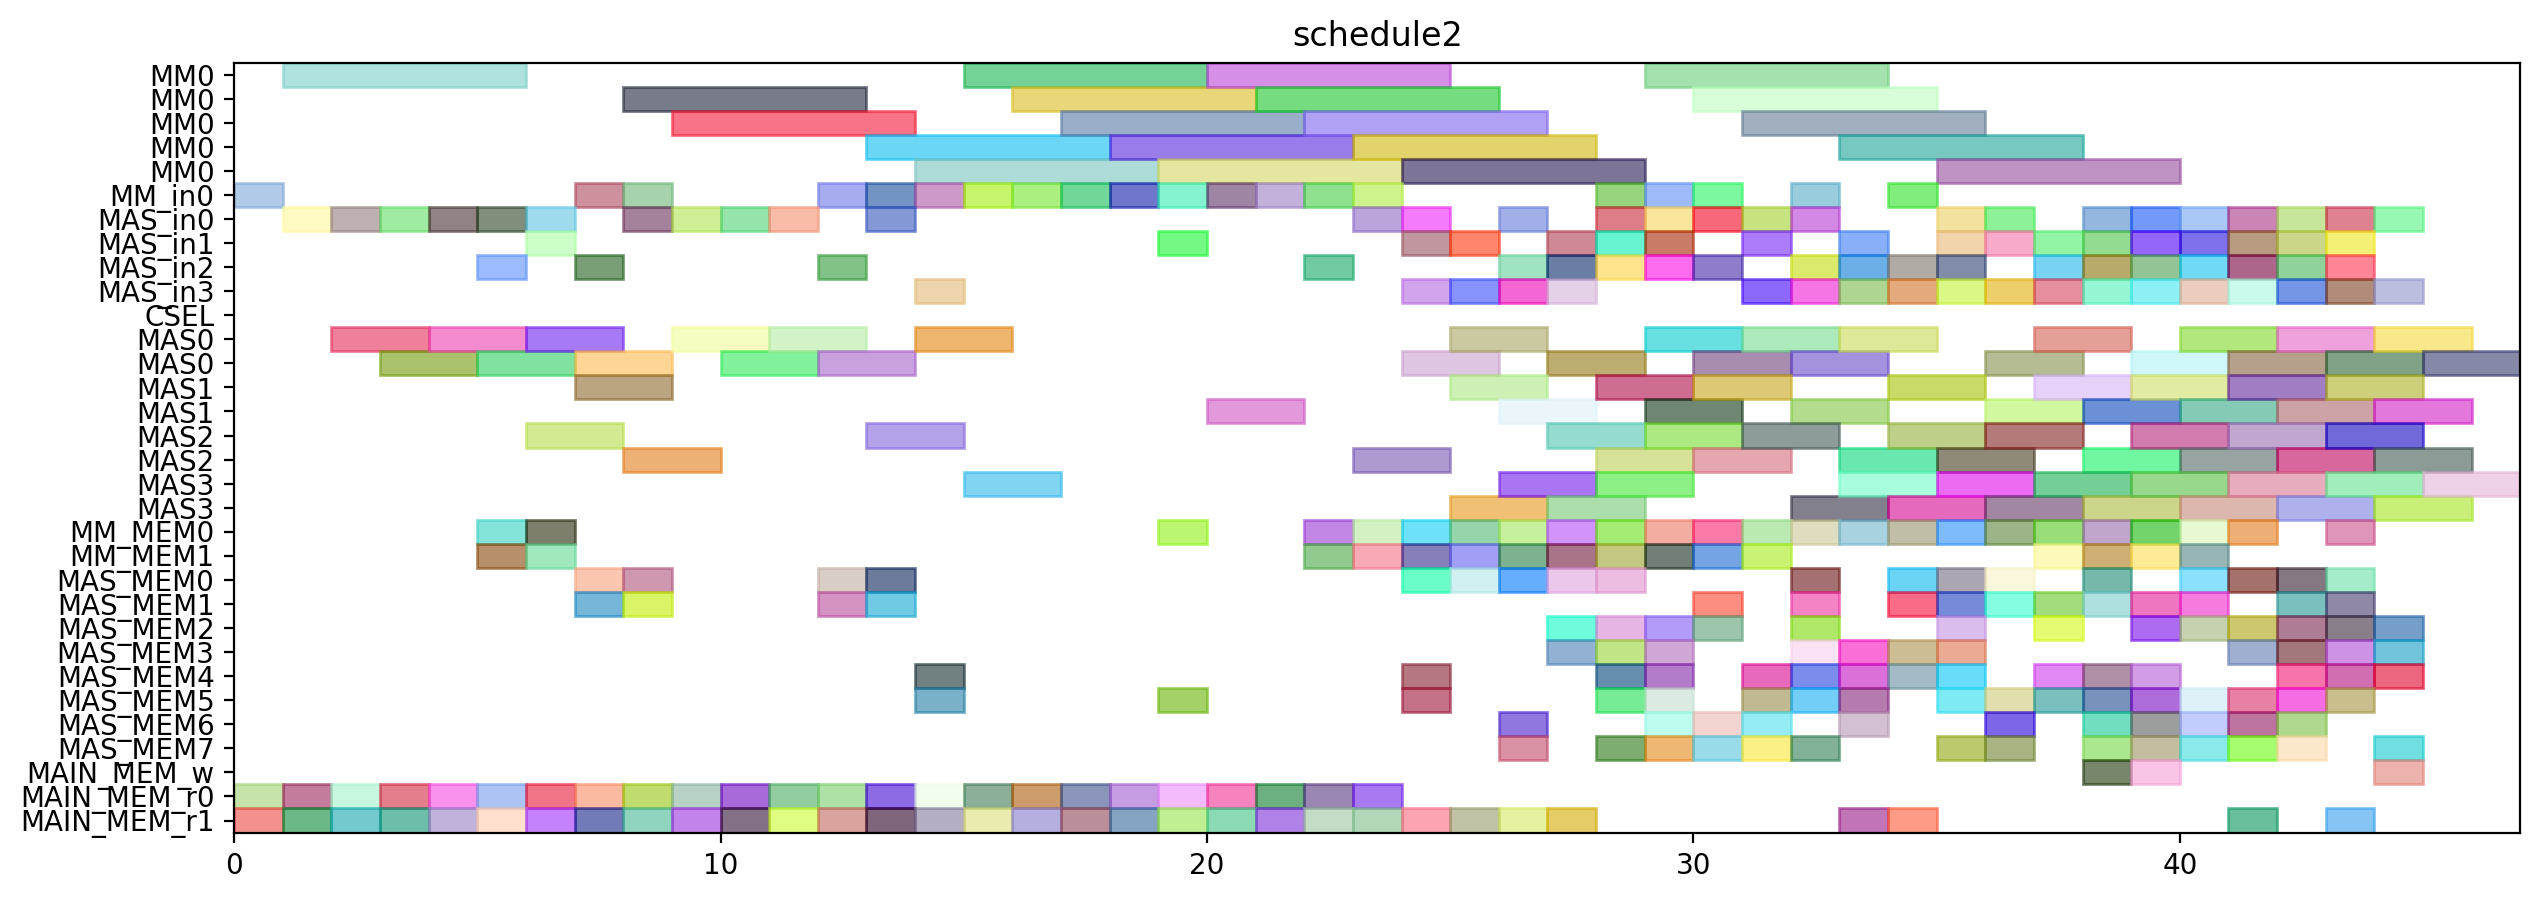 schedule2
MM0
MM0
MM0
MM0
MM0
MM_in0
MAS_in0
MAS_in1
MAS_in2
MAS_in3
CSEL
MAS0
MAS0
MAS1
MAS1
MAS2
MAS2
MAS3
MAS3
MM_MEM0
MM_MEM1
MAS_MEM0
MAS_MEM1
MAS_MEM2
MAS_MEM3
MAS_MEM4
MAS_MEM5
MAS_MEM6
MAS_MEM7
MAIN_MEM_w
MAIN_MEM_r0
MAIN_MEM_r1
0 10 20 30 40